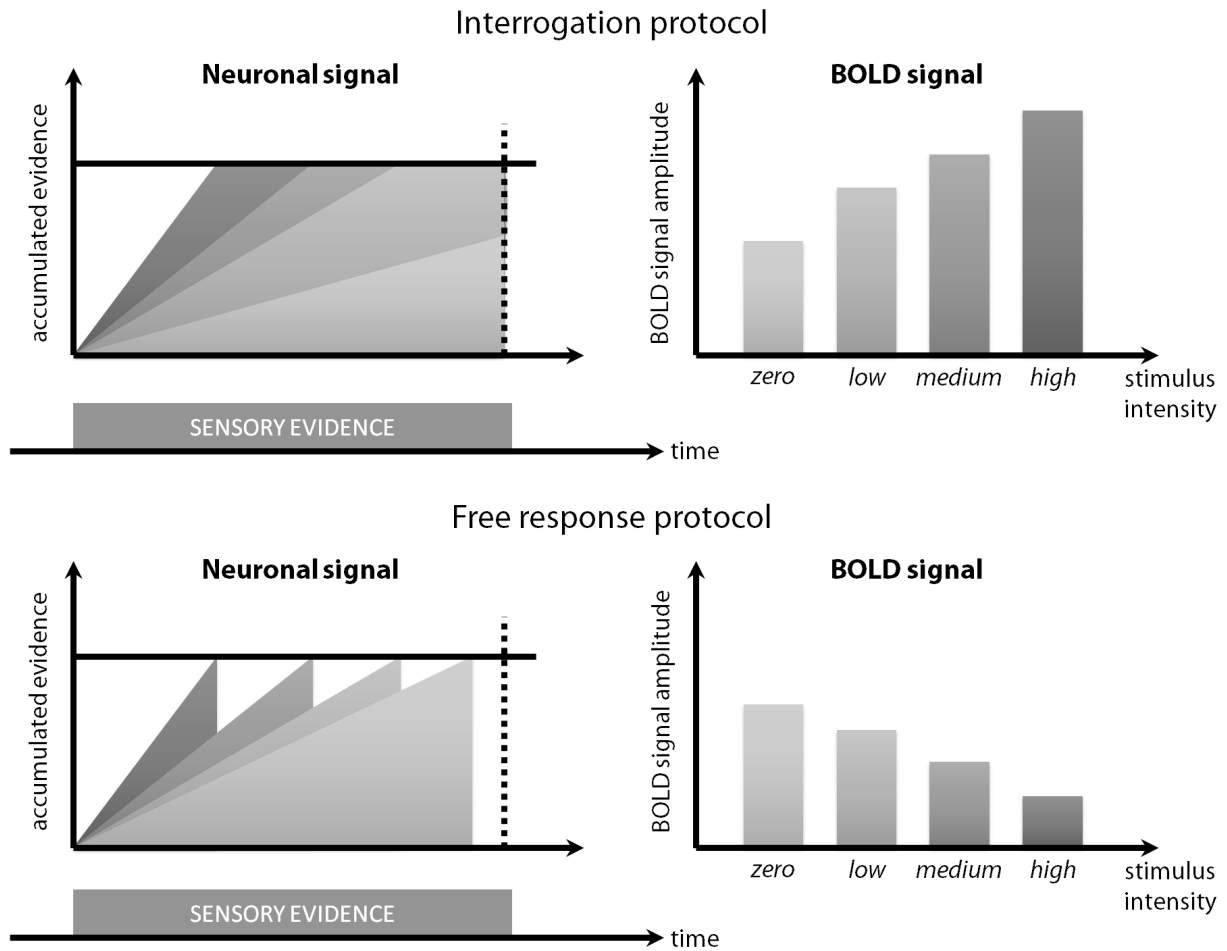 Interrogation protocol
Neuronal signal
accumulated evidence
SENSORY EVIDENCE
time
BOLD signal
BOLD signal amplitude
zero low medium high
stimulus
intensity
Free response protocol
Neuronal signal
accumulated evidence
SENSORY EVIDENCE
time
BOLD signal
BOLD signal amplitude
zero low medium high
stimulus
intensity